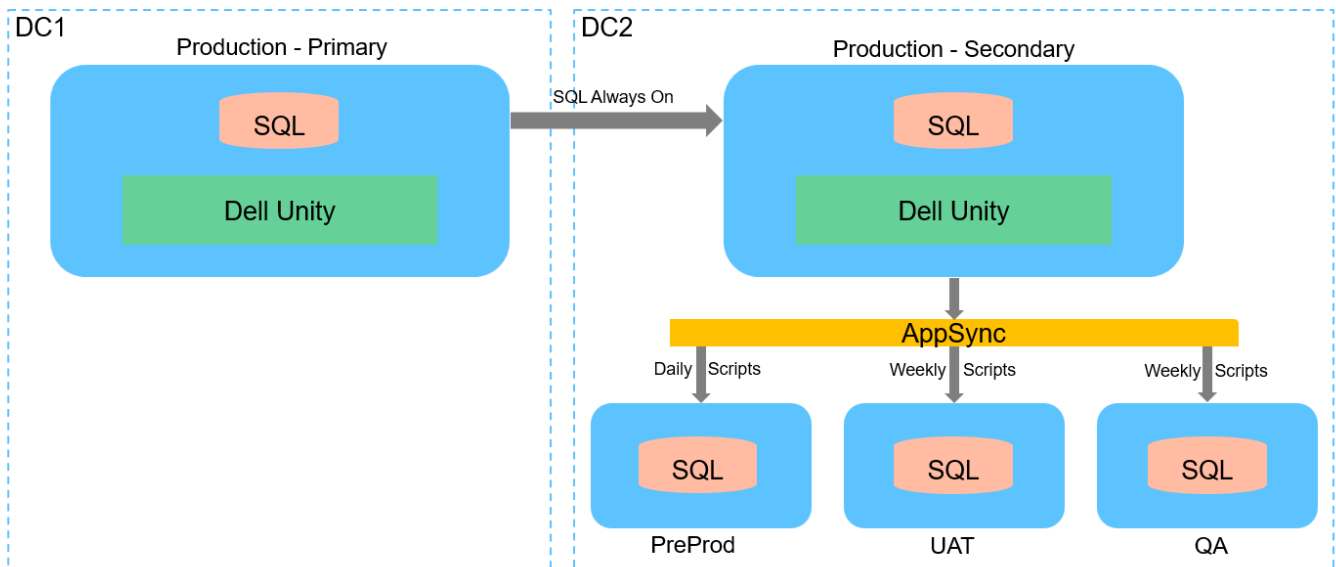 DC1
Production - Primary
SQL
Dell Unity
SQL Always On
DC2
Production - Secondary
SQL
Dell Unity
AppSync
Daily Scripts
Weekly Scripts
Weekly Scripts
SQL
SQL
SQL
PreProd
UAT
QA